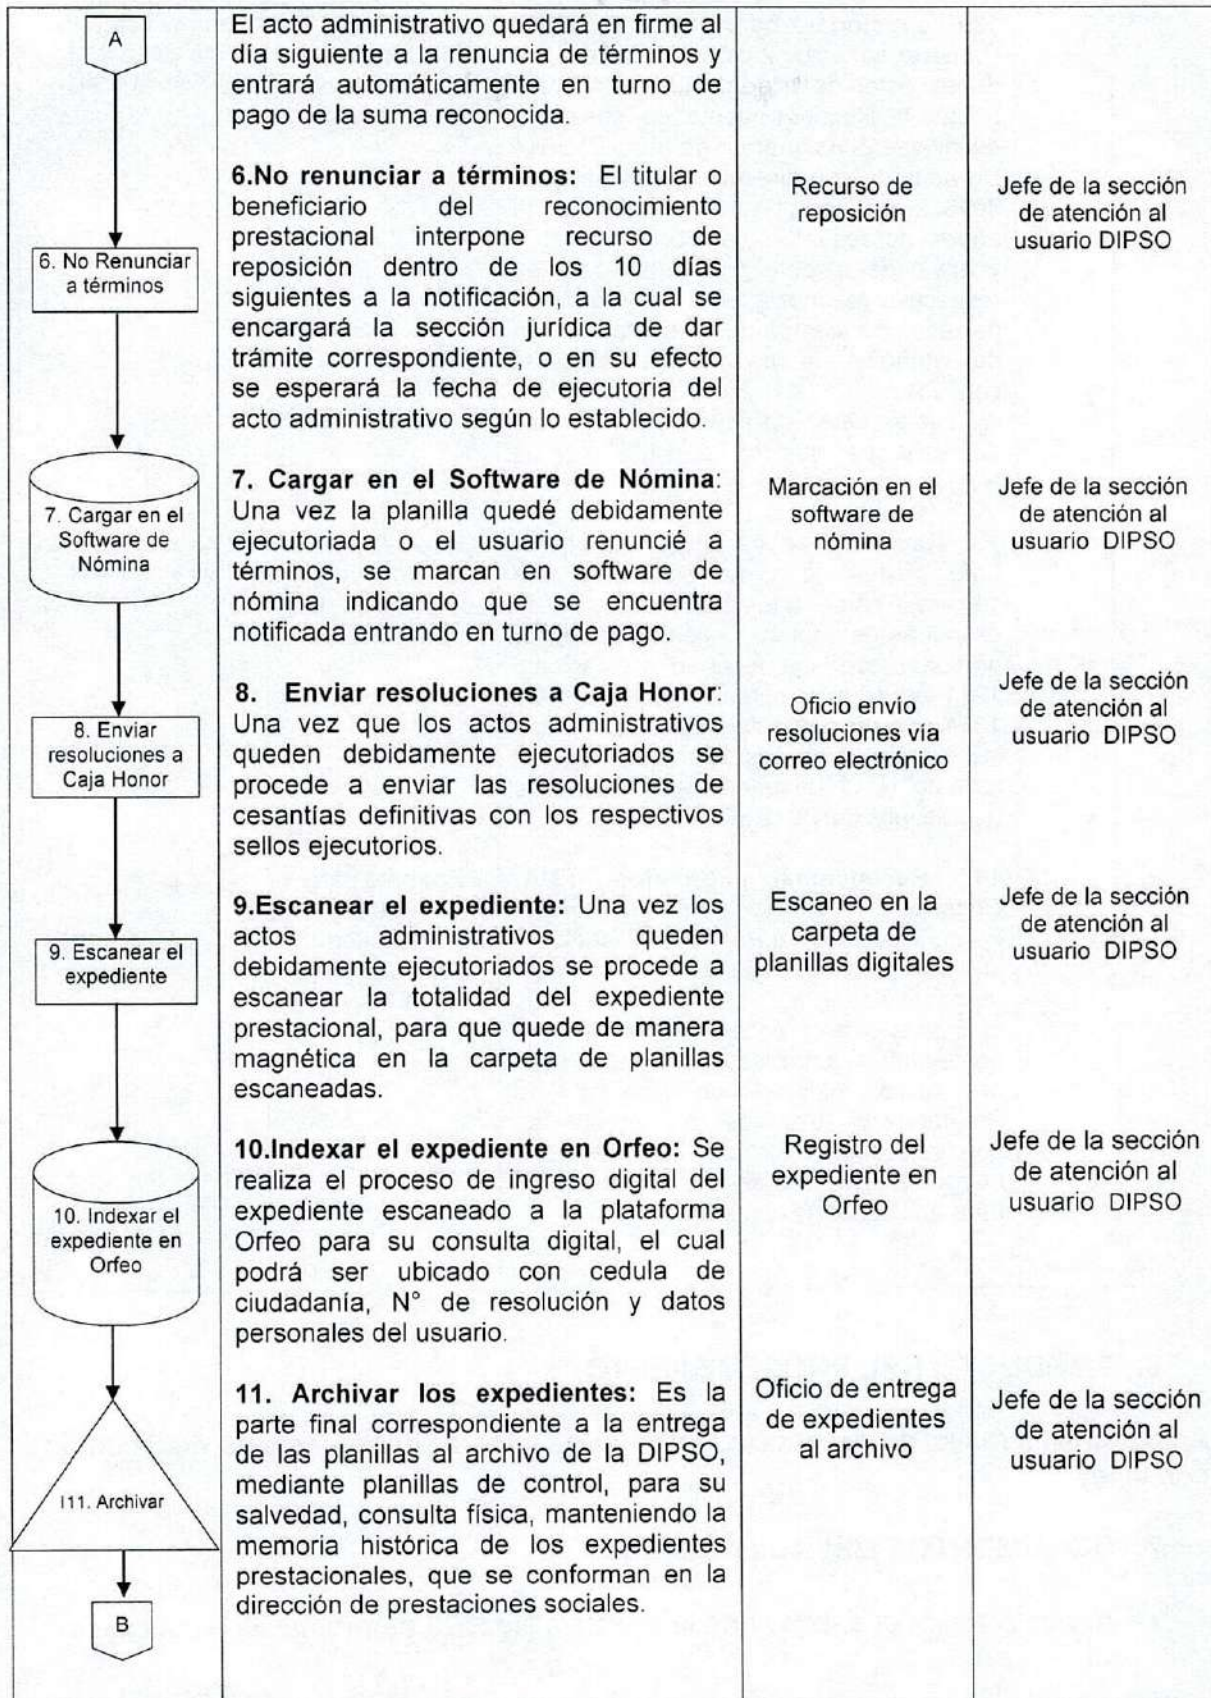 A
6. No Renunciar
a términos
7. Cargar en el
Software de
Nómina
8. Enviar
resoluciones a
Caja Honor
9. Escanear el
expediente
10. Indexar el
expediente en
Orfeo
I11. Archivar
B
El acto administrativo quedará en firme al
día siguiente a la renuncia de términos y
entrará automáticamente en turno de
pago de la suma reconocida.
6.No renunciar a términos: El titular o
beneficiario del reconocimiento
prestacional interpone recurso de
reposición dentro de los 10 días
siguientes a la notificación, a la cual se
encargará la sección jurídica de dar
trámite correspondiente, o en su efecto
se esperará la fecha de ejecutoria del
acto administrativo según lo establecido.
Recurso de
reposición
Jefe de la sección
de atención al
usuario DIPSO
7. Cargar en el Software de Nómina:
Una vez la planilla quedé debidamente
ejecutoriada o el usuario renuncié a
términos, se marcan en software de
nómina indicando que se encuentra
notificada entrando en turno de pago.
Marcación en el
software de
nómina
Jefe de la sección
de atención al
usuario DIPSO
8. Enviar resoluciones a Caja Honor:
Una vez que los actos administrativos
queden debidamente ejecutoriados se
procede a enviar las resoluciones de
cesantías definitivas con los respectivos
sellos ejecutorios.
Oficio envío
resoluciones vía
correo electrónico
Jefe de la sección
de atención al
usuario DIPSO
9.Escanear el expediente: Una vez los
actos administrativos queden
debidamente ejecutoriados se procede a
escanear la totalidad del expediente
prestacional, para que quede de manera
magnética en la carpeta de planillas
escaneadas.
Escaneo en la
carpeta de
planillas digitales
Jefe de la sección
de atención al
usuario DIPSO
10.Indexar el expediente en Orfeo: Se
realiza el proceso de ingreso digital del
expediente escaneado a la plataforma
Orfeo para su consulta digital, el cual
podrá ser ubicado con cedula de
ciudadanía, N° de resolución y datos
personales del usuario.
Registro del
expediente en
Orfeo
Jefe de la sección
de atención al
usuario DIPSO
11. Archivar los expedientes: Es la
parte final correspondiente a la entrega
de las planillas al archivo de la DIPSO,
mediante planillas de control, para su
salvedad, consulta física, manteniendo la
memoria histórica de los expedientes
prestacionales, que se conforman en la
dirección de prestaciones sociales.
Oficio de entrega
de expedientes
al archivo
Jefe de la sección
de atención al
usuario DIPSO